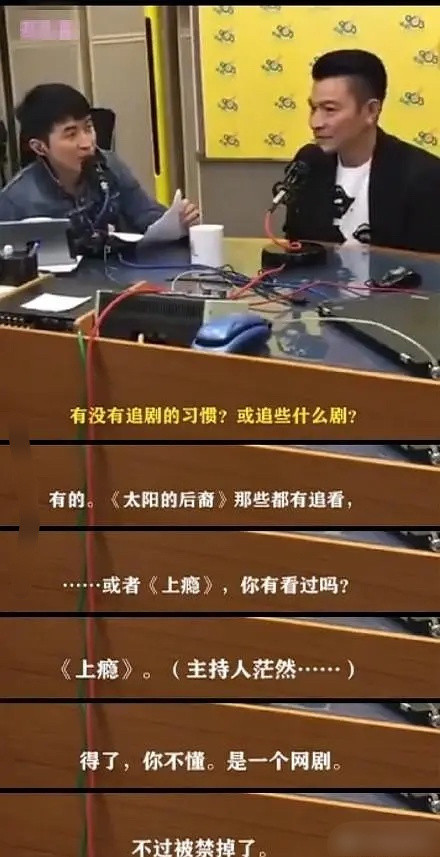 有没有追剧的习惯？或追些什么剧？
有的。《太阳的后裔》那些都有追看，
……或者《上瘾》，你有看过吗？
《上瘾》。（主持人茫然……）
得了，你不懂。是一个网剧。
不过被禁掉了。